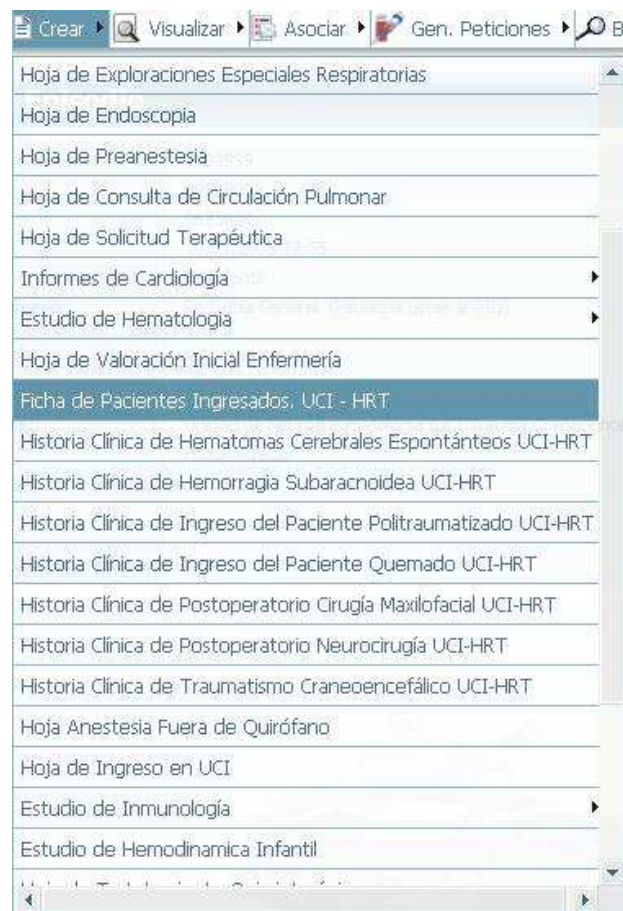 Crear Visualizar Asociar Gen. Peticiones B
Hoja de Exploraciones Especiales Respiratorias
Hoja de Endoscopia
Hoja de Preanestesia
Hoja de Consulta de Circulación Pulmonar
Hoja de Solicitud Terapéutica
Informes de Cardiología
Estudio de Hematologia
Hoja de Valoración Inicial Enfermería
Ficha de Pacientes Ingresados. UCI - HRT
Historia Clínica de Hematomas Cerebrales Espontánteos UCI-HRT
Historia Clínica de Hemorragia Subaracnoidea UCI-HRT
Historia Clínica de Ingreso del Paciente Politraumatizado UCI-HRT
Historia Clínica de Ingreso del Paciente Quemado UCI-HRT
Historia Clínica de Postoperatorio Cirugía Maxilofacial UCI-HRT
Historia Clínica de Postoperatorio Neurocirugía UCI-HRT
Historia Clínica de Traumatismo Craneoencefálico UCI-HRT
Hoja Anestesia Fuera de Quirófano
Hoja de Ingreso en UCI
Estudio de Inmunología
Estudio de Hemodinamica Infantil